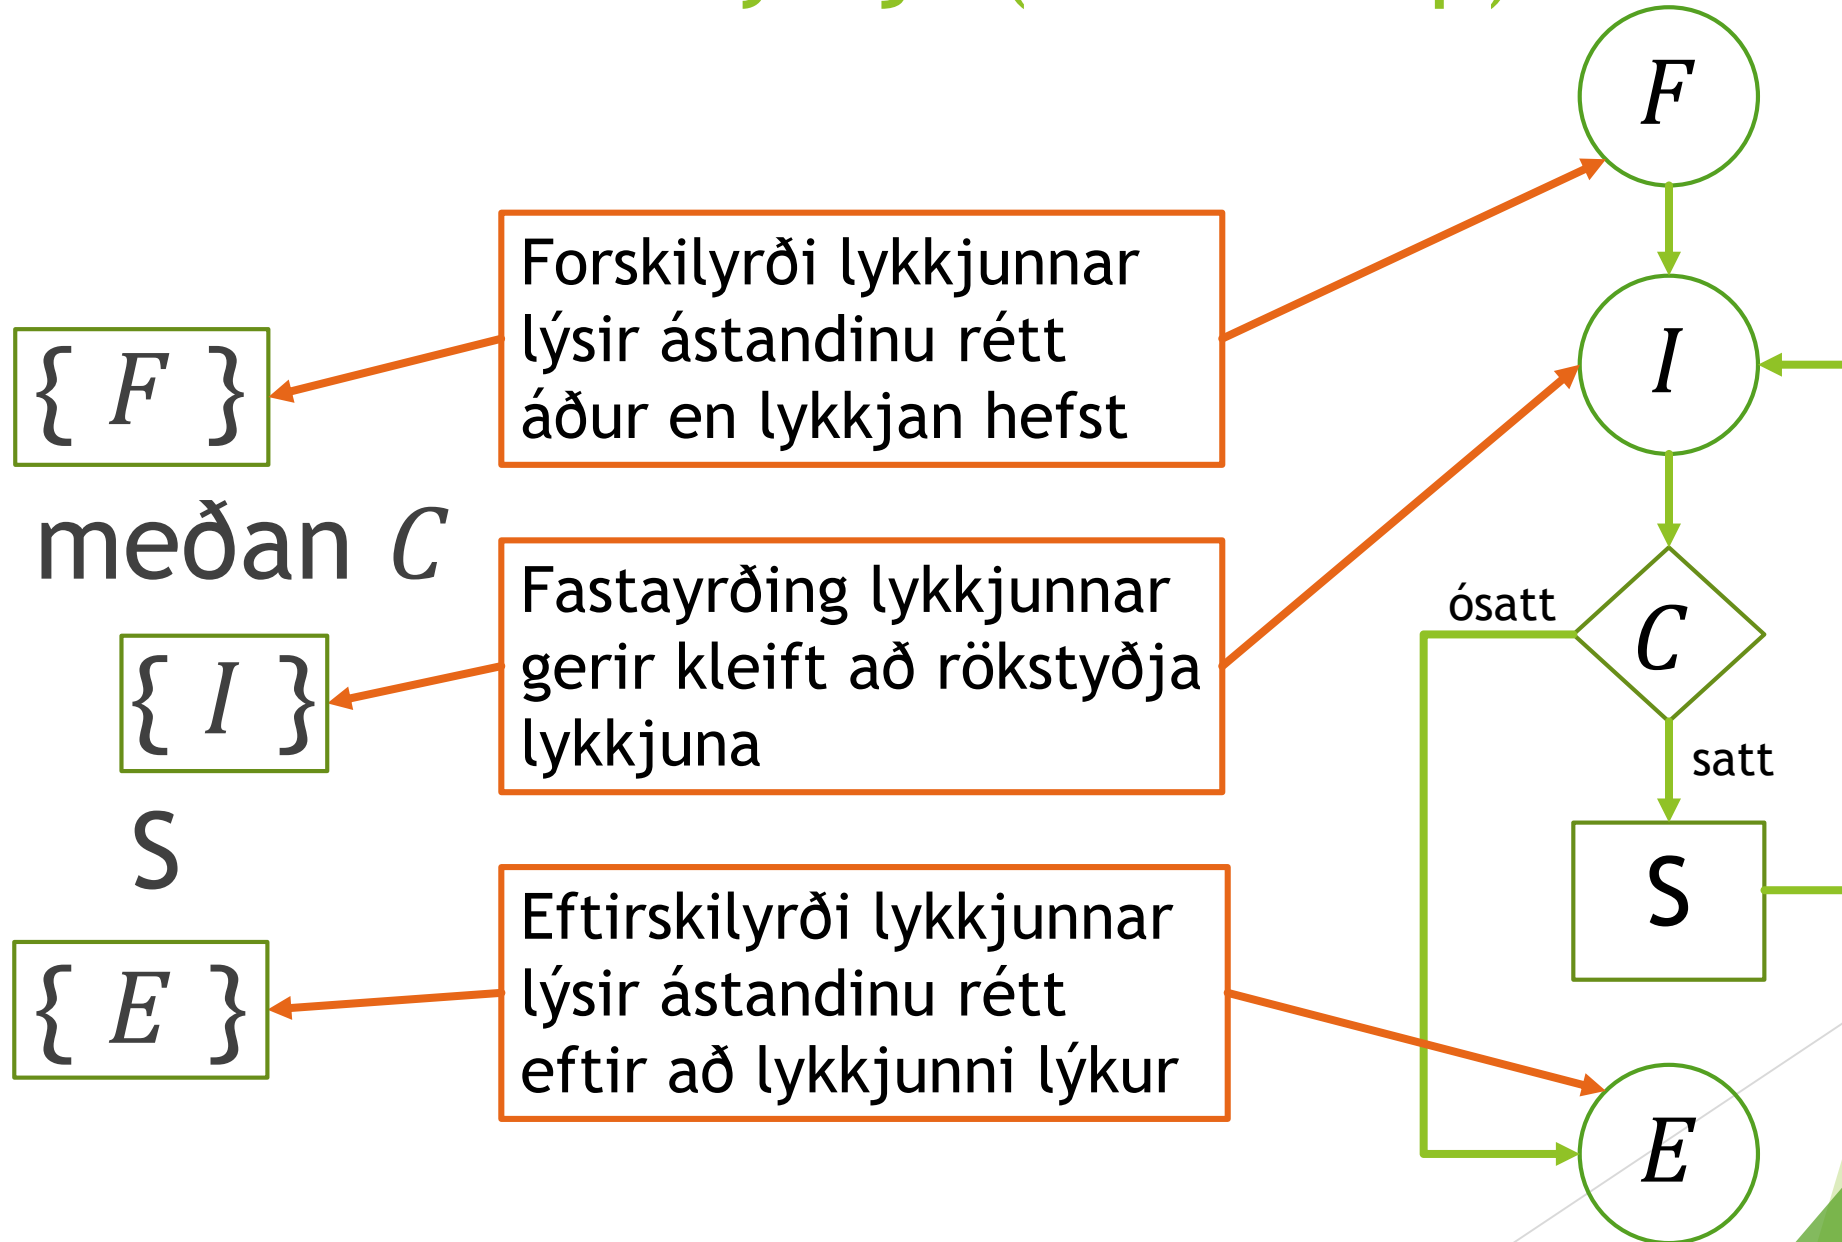 { F }
meðan C
{ I }
S
{ E }
Forskilyrði lykkjunnar
lýsir ástandinu rétt
áður en lykkjan hefst
Fastayrðing lykkjunnar
gerir kleift að rökstyðja
lykkjuna
Eftirskilyrði lykkjunnar
lýsir ástandinu rétt
eftir að lykkjunni lýkur
F
I
ósatt
C
satt
S
E